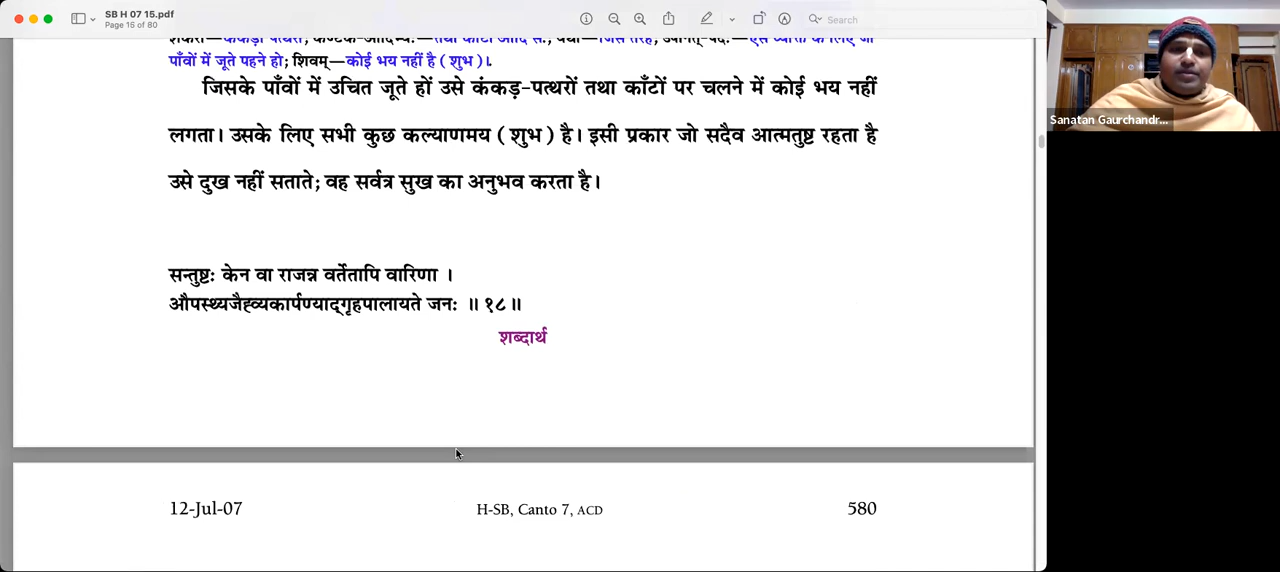 SB H 07 15.pdf
Page 16 of 80
Search
पाँवों में जूते पहने हो; शिवम्—कोई भय नहीं है ( शुभ )।
जिसके पाँवों में उचित जूते हों उसे कंकड़-पत्थरों तथा काँटों पर चलने में कोई भय नहीं
लगता। उसके लिए सभी कुछ कल्याणमय ( शुभ ) है। इसी प्रकार जो सदैव आत्मतुष्ट रहता है
उसे दुख नहीं सताते; वह सर्वत्र सुख का अनुभव करता है।
सन्तुष्टः केन वा राजन्न वर्तेतापि वारिणा ।
औपस्थ्यजैह्व्यकार्पण्याद्गृहपालायते जनः ॥ १८॥
शब्दार्थ
12-Jul-07 H-SB, Canto 7, ACD 580
Sanatan Gaurchandr...